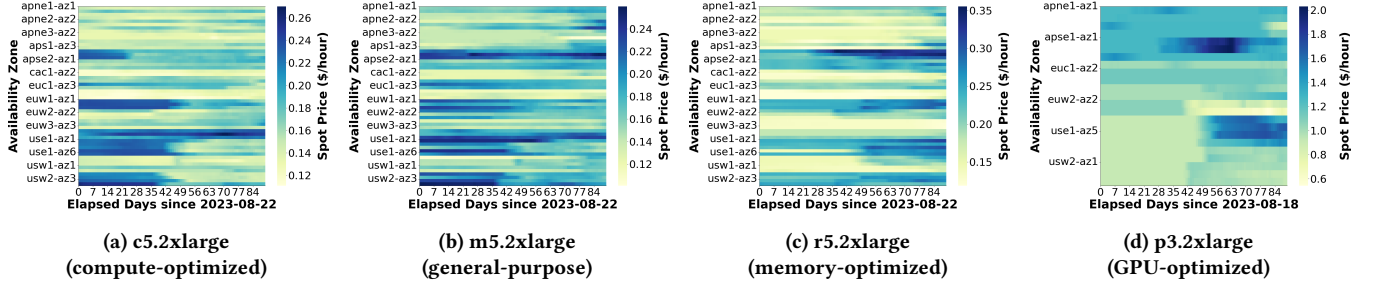 Availability Zone
apne1-az1
apne2-az2
apne3-az2
aps1-az3
apse2-az1
cac1-az2
euc1-az3
euw1-az1
euw2-az2
euw3-az3
use1-az1
use1-az6
usw1-az1
usw2-az3
0 7 14 21 28 35 42 49 56 63 70 77 84
Elapsed Days since 2023-08-22
0.26
0.24
0.22
0.20
0.18
0.16
0.14
0.12
Spot Price ($/hour)
(a) c5.2xlarge
(compute-optimized)
Availability Zone
apne1-az1
apne2-az2
apne3-az2
aps1-az3
apse2-az1
cac1-az2
euc1-az3
euw1-az1
euw2-az2
euw3-az3
use1-az1
use1-az6
usw1-az1
usw2-az3
0 7 14 21 28 35 42 49 56 63 70 77 84
Elapsed Days since 2023-08-22
0.24
0.22
0.20
0.18
0.16
0.14
0.12
Spot Price ($/hour)
(b) m5.2xlarge
(general-purpose)
Availability Zone
apne1-az1
apne2-az2
apne3-az2
aps1-az3
apse2-az1
cac1-az2
euc1-az3
euw1-az1
euw2-az2
euw3-az3
use1-az1
use1-az6
usw1-az1
usw2-az3
0 7 14 21 28 35 42 49 56 63 70 77 84
Elapsed Days since 2023-08-22
0.35
0.30
0.25
0.20
0.15
Spot Price ($/hour)
(c) r5.2xlarge
(memory-optimized)
Availability Zone
apne1-az1
apse1-az1
euc1-az2
euw2-az2
use1-az5
usw2-az1
0 7 14 21 28 35 42 49 56 63 70 77 84
Elapsed Days since 2023-08-18
2.0
1.8
1.6
1.4
1.2
1.0
0.8
0.6
Spot Price ($/hour)
(d) p3.2xlarge
(GPU-optimized)